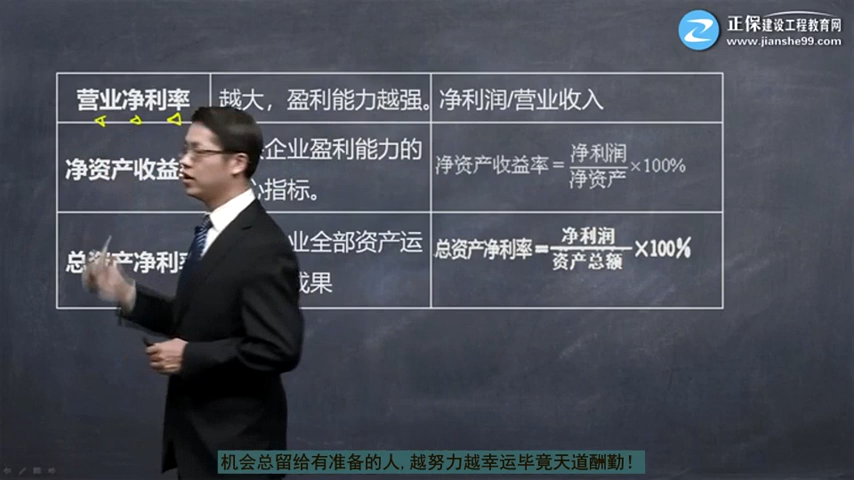 正保建设工程教育网
www.jianshe99.com
营业净利率
越大，盈利能力越强。
净利润/营业收入
净资产收益
企业盈利能力的
指标。
净资产收益率=净利润/净资产×100%
总资产净利
业全部资产运
成果
总资产净利率=净利润/资产总额×100%
机会总留给有准备的人,越努力越幸运毕竟天道酬勤!